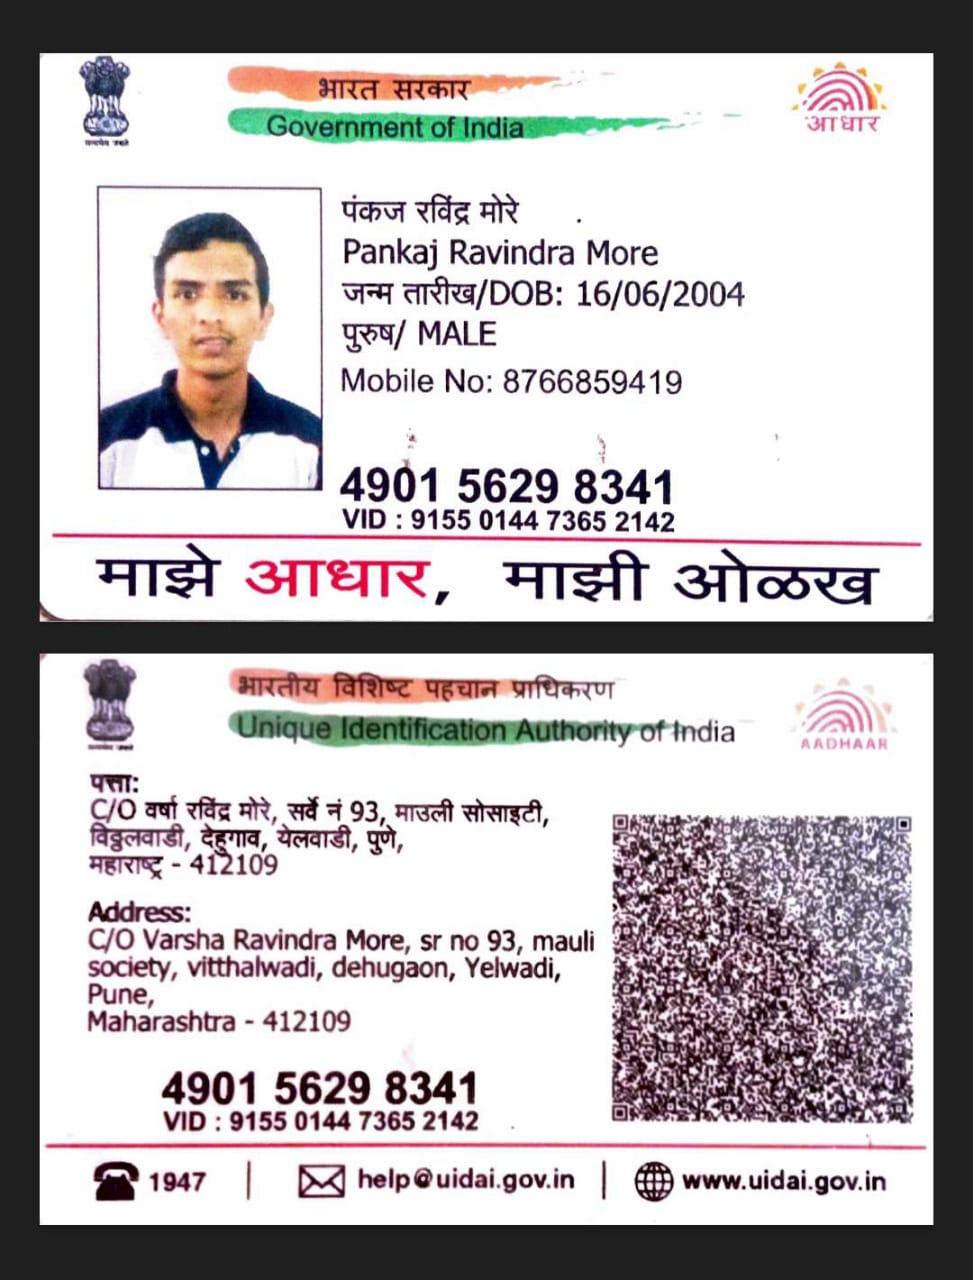 भारत सरकार
Government of India
सत्यमेव जयते
आधार
पंकज रविंद्र मोरे
Pankaj Ravindra More
जन्म तारीख/DOB: 16/06/2004
पुरुष/ MALE
Mobile No: 8766859419
4901 5629 8341
VID : 9155 0144 7365 2142
माझे आधार, माझी ओळख
भारतीय विशिष्ट पहचान प्राधिकरण
Unique Identification Authority of India
AADHAAR
पत्ता:
C/O वर्षा रविंद्र मोरे, सर्वे नं 93, माउली सोसाइटी,
विठ्ठलवाडी, देहुगाव, येलवाडी, पुणे,
महाराष्ट्र - 412109
Address:
C/O Varsha Ravindra More, sr no 93, mauli
society, vitthalwadi, dehugaon, Yelwadi,
Pune,
Maharashtra - 412109
4901 5629 8341
VID : 9155 0144 7365 2142
1947
help@uidai.gov.in
www.uidai.gov.in